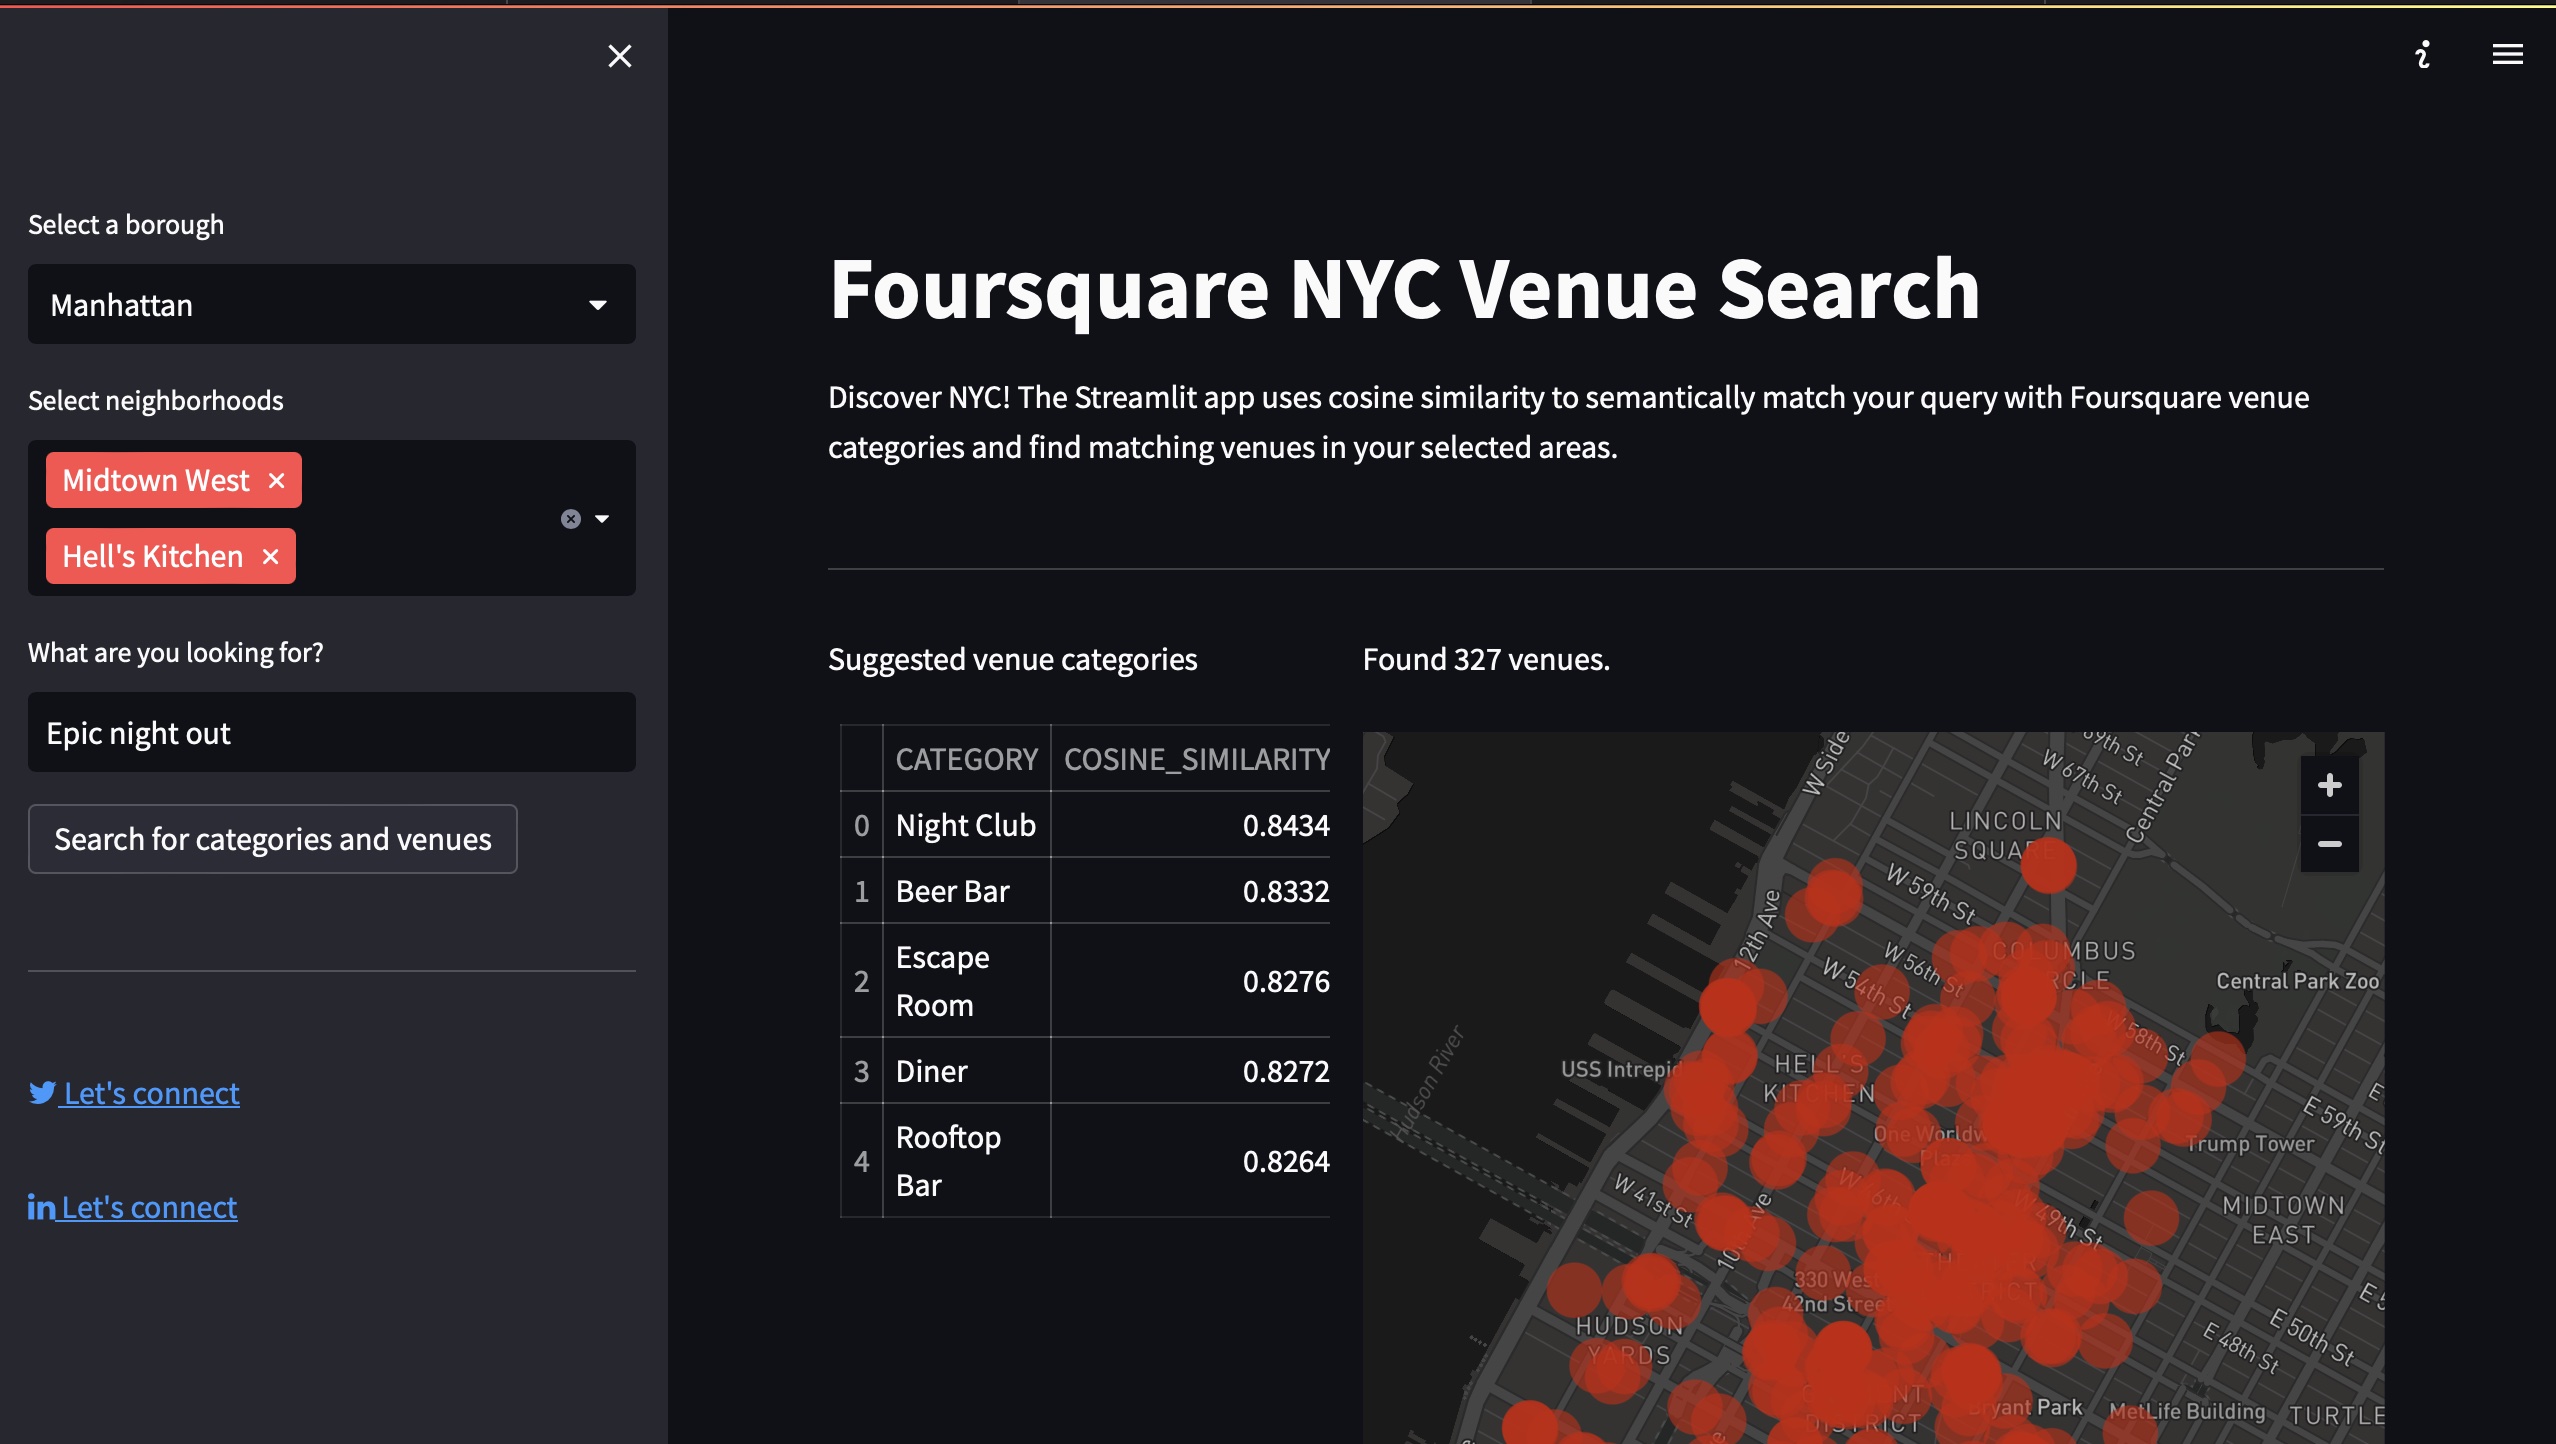 Select a borough
Manhattan
Select neighborhoods
Midtown West
Hell's Kitchen
What are you looking for?
Epic night out
Search for categories and venues
Let's connect
in Let's connect
Foursquare NYC Venue Search
Discover NYC! The Streamlit app uses cosine similarity to semantically match your query with Foursquare venue
categories and find matching venues in your selected areas.
Suggested venue categories
CATEGORY COSINE_SIMILARITY
0 Night Club 0.8434
1 Beer Bar 0.8332
2 Escape
Room 0.8276
3 Diner 0.8272
4 Rooftop
Bar 0.8264
Found 327 venues.
+
−
W Side
W 67th St
Central Park
LINCOLN
SQUARE
W 59th St
12th Ave
COLUMBUS
CIRCLE
W 56th St
W 54th St
Central Park Zoo
W 58th St
Hudson River
USS Intrepid
HELL'S
KITCHEN
E 59th St
One Worldw
Trump Tower
W 41st St
W 49th St
MIDTOWN
EAST
330 Wes
42nd Stree
HUDSON
YARDS
E 50th St
E 48th St
Bryant Park
MetLife Building
TURTLE